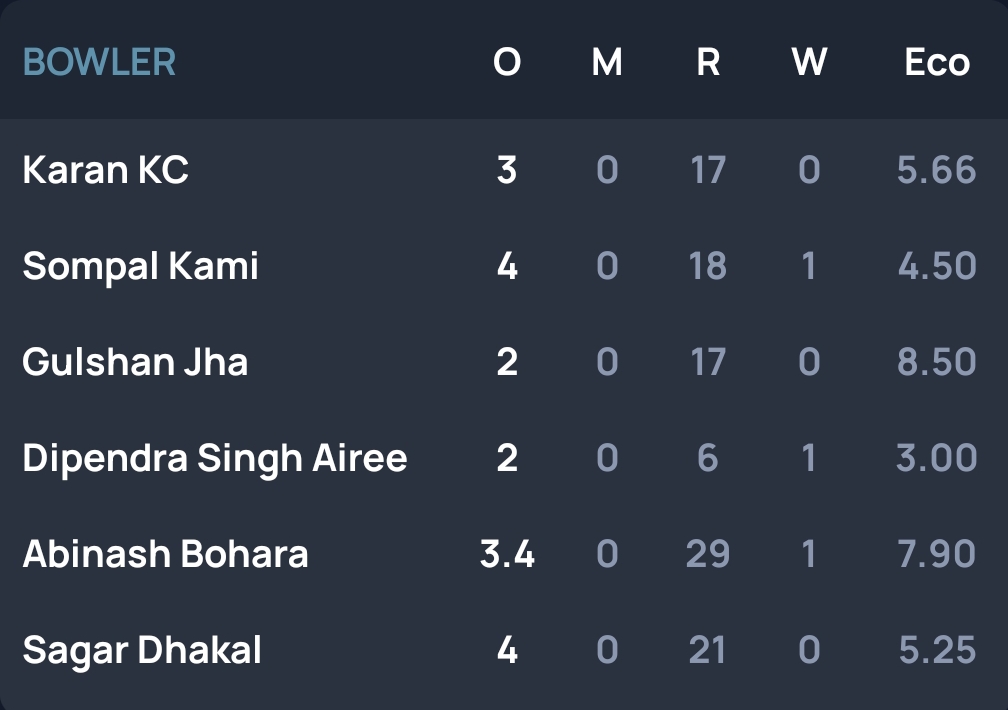 BOWLER O M R W Eco
Karan KC 3 0 17 0 5.66
Sompal Kami 4 0 18 1 4.50
Gulshan Jha 2 0 17 0 8.50
Dipendra Singh Airee 2 0 6 1 3.00
Abinash Bohara 3.4 0 29 1 7.90
Sagar Dhakal 4 0 21 0 5.25